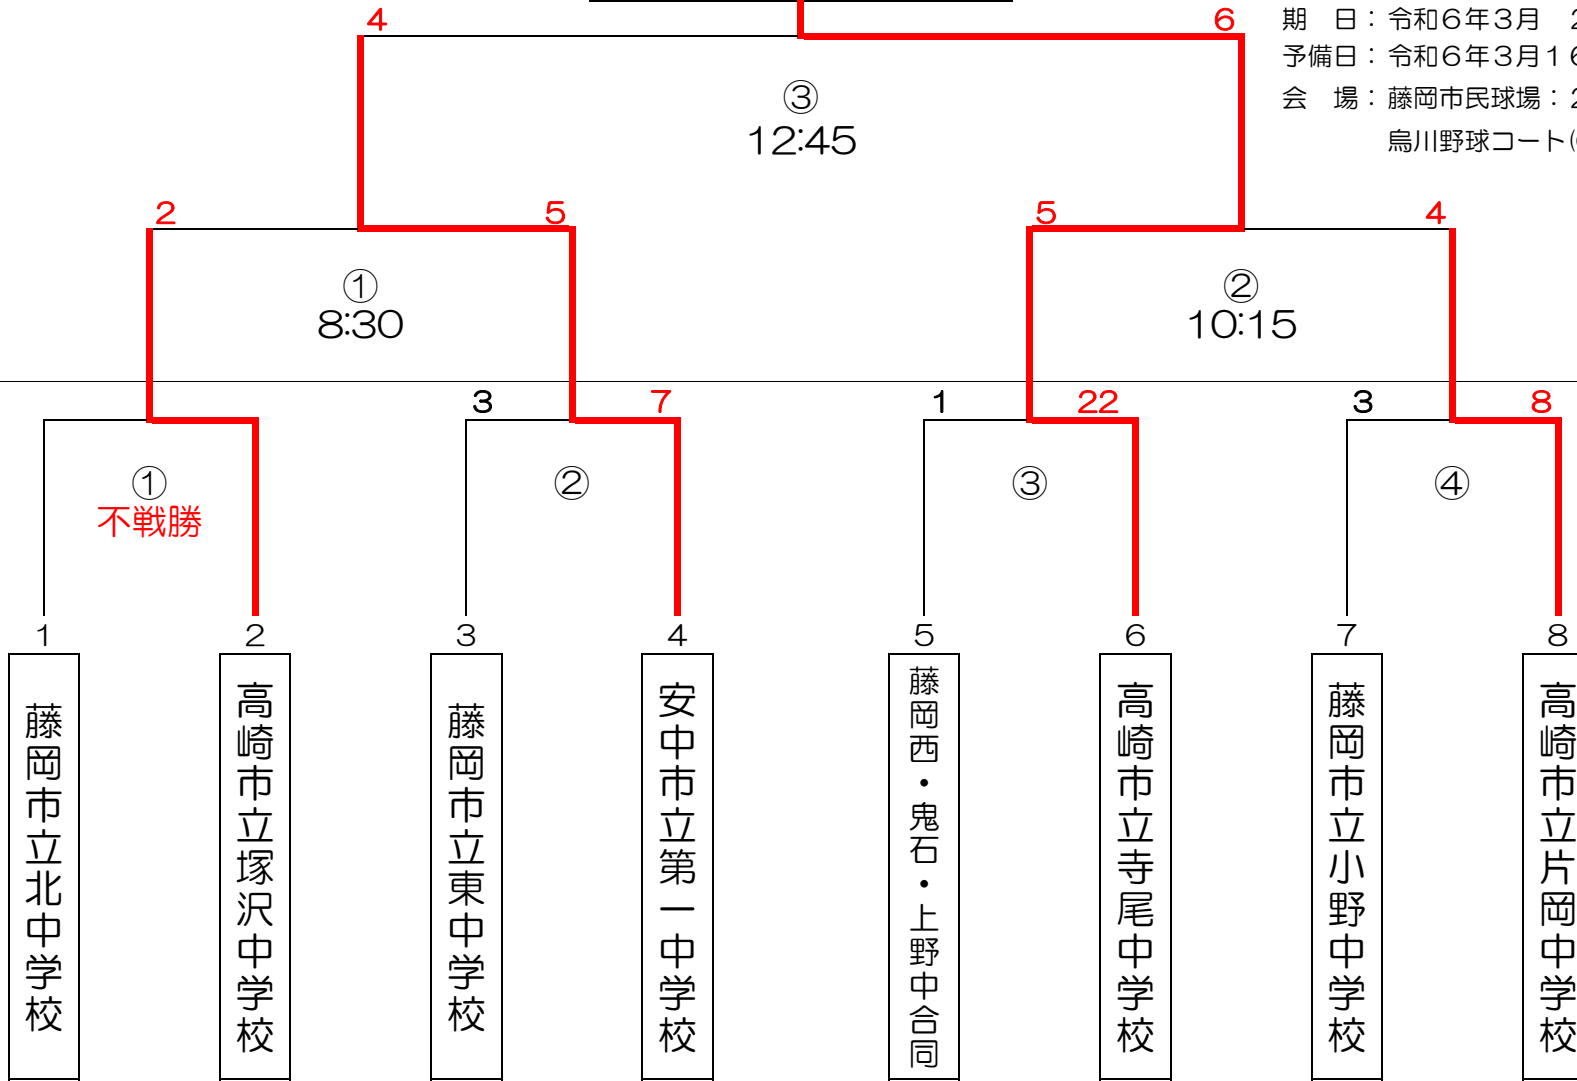 4
6
期　日：令和６年３月　２
予備日：令和６年３月１６
会　場：藤岡市民球場：２
烏川野球コート(
③
12:45
2
5
5
4
①
8:30
②
10:15
3
7
1
22
3
8
①
不戦勝
②
③
④
1
2
3
4
5
6
7
8
藤岡市立北中学校
高崎市立塚沢中学校
藤岡市立東中学校
安中市立第一中学校
藤岡西・鬼石・上野中合同
高崎市立寺尾中学校
藤岡市立小野中学校
高崎市立片岡中学校